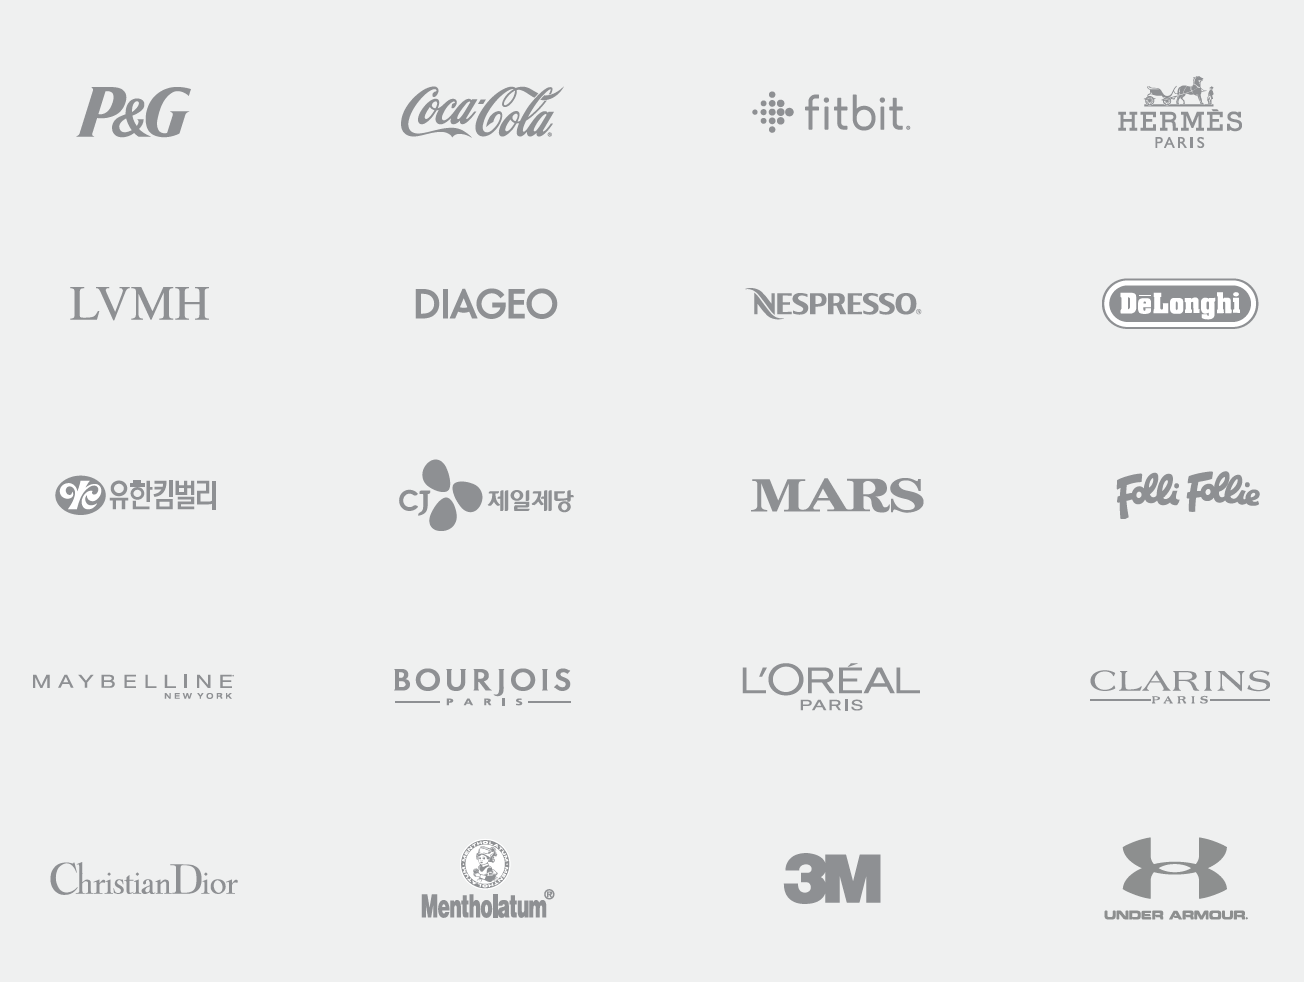 P&G
Coca-Cola®
fitbit.
HERMÈS
PARIS
LVMH
DIAGEO
NESPRESSO®
DēLonghi
유한킴벌리
CJ 제일제당
MARS
Folli Follie
MAYBELLINE
NEW YORK
BOURJOIS
PARIS
L'ORÉAL
PARIS
CLARINS
PARIS
ChristianDior
Mentholatum®
3M
UNDER ARMOUR.